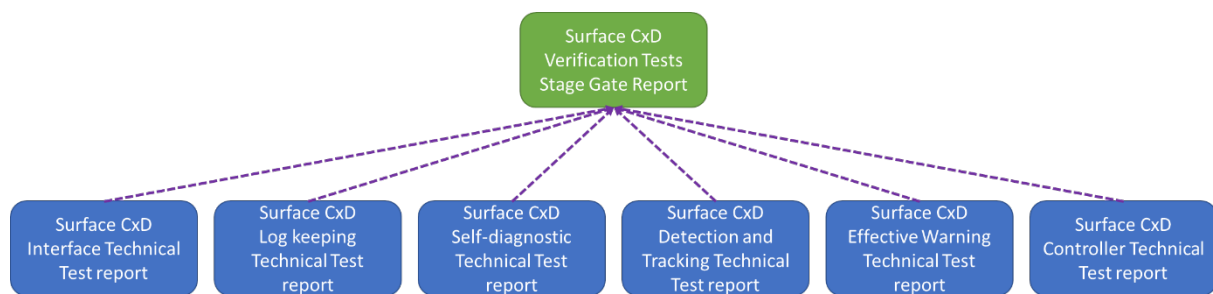 Surface CxD
Verification Tests
Stage Gate Report
Surface CxD
Interface Technical
Test report
Surface CxD
Log keeping
Technical Test
report
Surface CxD
Self-diagnostic
Technical Test
report
Surface CxD
Detection and
Tracking Technical
Test report
Surface CxD
Effective Warning
Technical Test
report
Surface CxD
Controller Technical
Test report